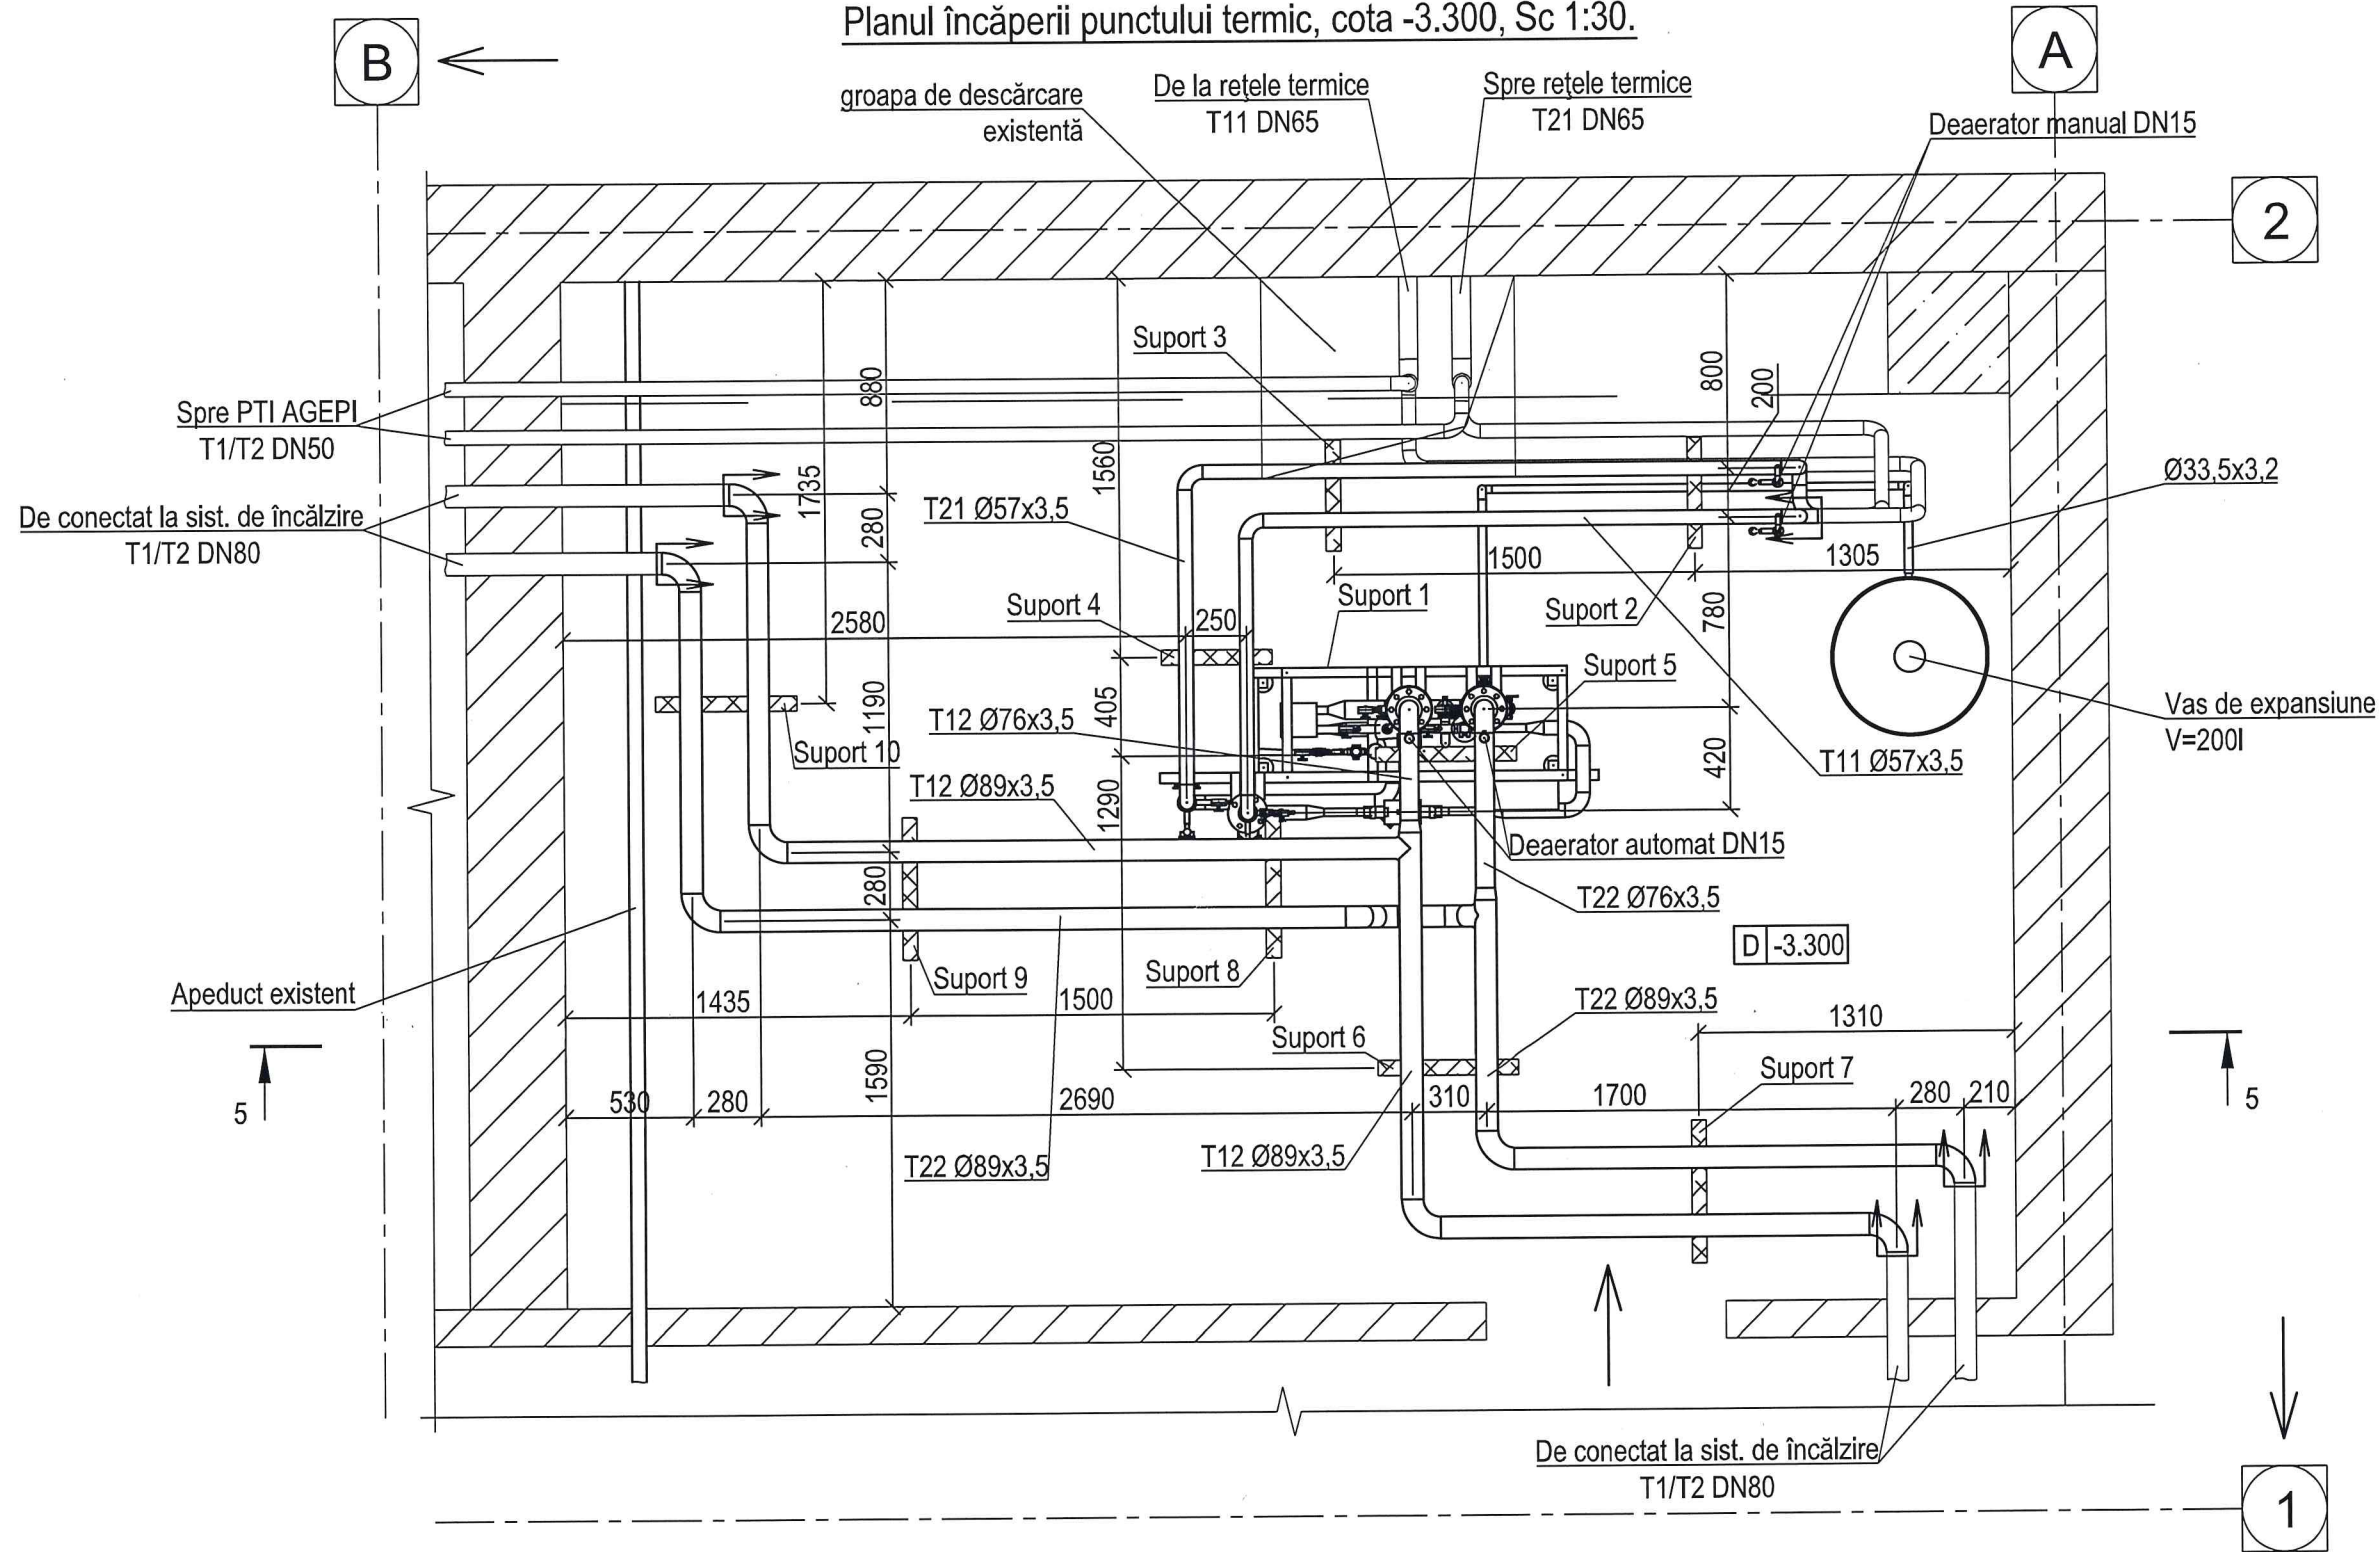 Planul încăperii punctului termic, cota -3.300, Sc 1:30.
B
A
groapa de descărcare
existentă
De la rețele termice
T11 DN65
Spre rețele termice
T21 DN65
Deaerator manual DN15
2
Suport 3
880
800
200
Spre PTI AGEPI
T1/T2 DN50
1560
1735
T21 Ø57x3,5
280
Ø33,5x3,2
De conectat la sist. de încălzire
T1/T2 DN80
1500
1305
Suport 4
2580
250
Suport 1
Suport 2
780
Suport 5
1190
405
T12 Ø76x3,5
Vas de expansiune
V=200l
Suport 10
420
T11 Ø57x3,5
T12 Ø89x3,5
1290
Deaerator automat DN15
280
T22 Ø76x3,5
D -3.300
Apeduct existent
Suport 9
Suport 8
1435
1500
T22 Ø89x3,5
1310
Suport 6
1590
Suport 7
5
530
280
2690
310
1700
280
210
5
T22 Ø89x3,5
T12 Ø89x3,5
De conectat la sist. de încălzire
T1/T2 DN80
1